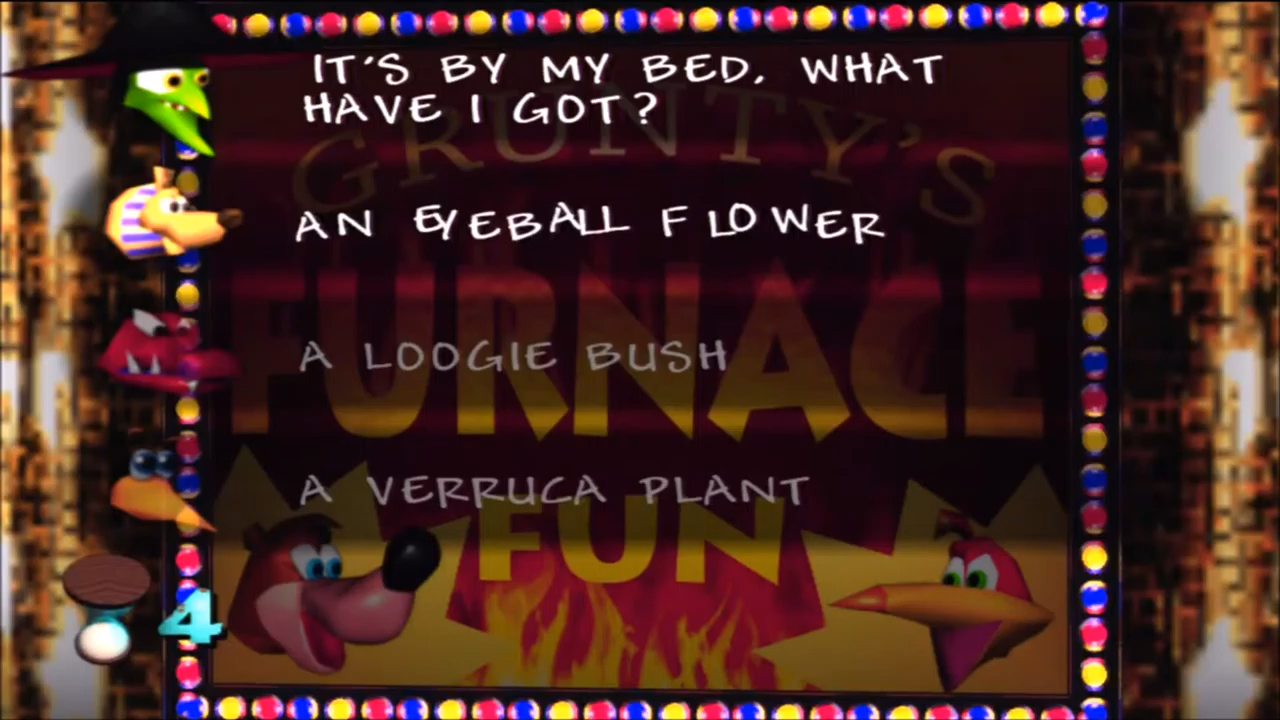 IT'S BY MY BED, WHAT
HAVE I GOT?
AN EYEBALL FLOWER
A LOOGIE BUSH
A VERRUCA PLANT
4
GRUNTY'S
FURNACE
FUN